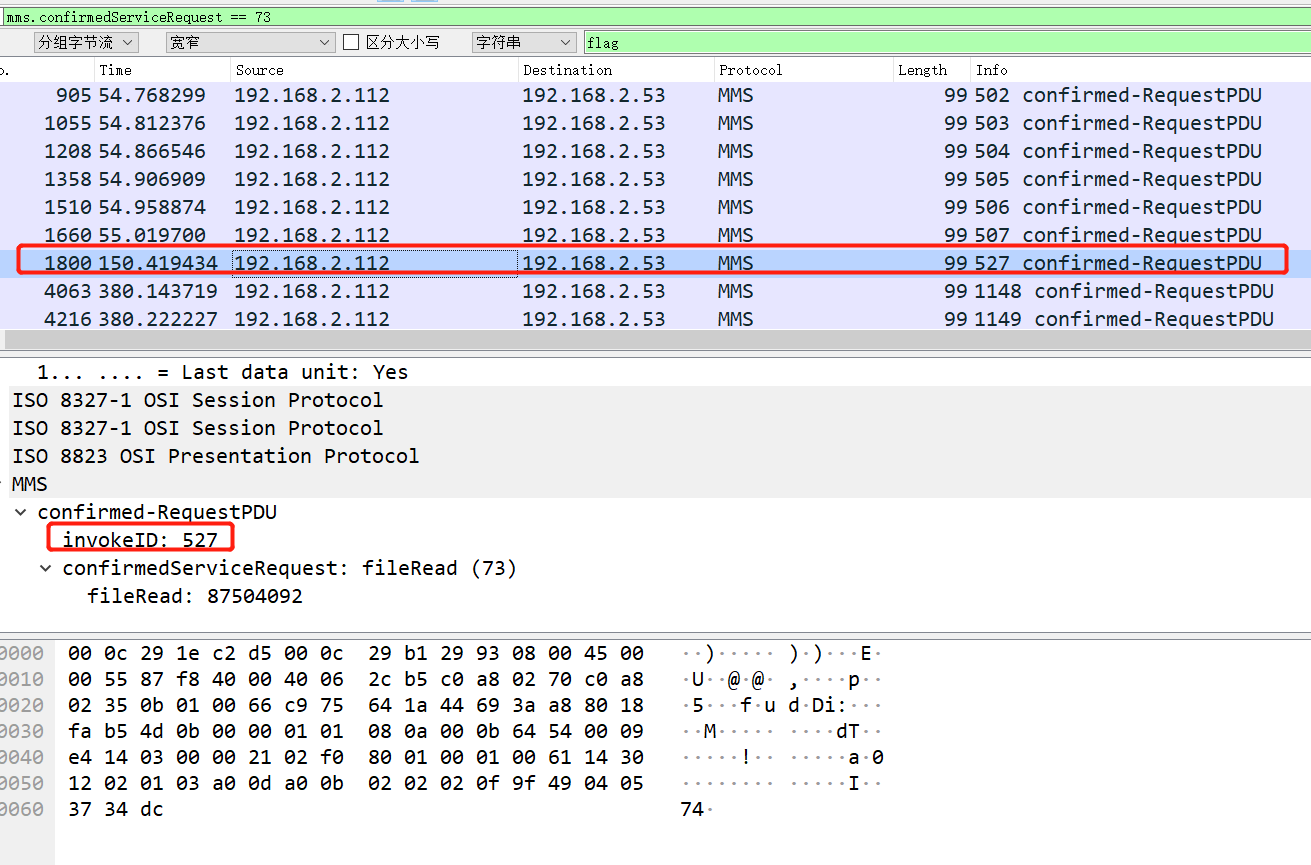 mms.confirmedServiceRequest == 73
分组字节流 宽窄 区分大小写 字符串 flag
Time Source Destination Protocol Length Info
905 54.768299 192.168.2.112 192.168.2.53 MMS 99 502 confirmed-RequestPDU
1055 54.812376 192.168.2.112 192.168.2.53 MMS 99 503 confirmed-RequestPDU
1208 54.866546 192.168.2.112 192.168.2.53 MMS 99 504 confirmed-RequestPDU
1358 54.906909 192.168.2.112 192.168.2.53 MMS 99 505 confirmed-RequestPDU
1510 54.958874 192.168.2.112 192.168.2.53 MMS 99 506 confirmed-RequestPDU
1660 55.019700 192.168.2.112 192.168.2.53 MMS 99 507 confirmed-RequestPDU
1800 150.419434 192.168.2.112 192.168.2.53 MMS 99 527 confirmed-RequestPDU
4063 380.143719 192.168.2.112 192.168.2.53 MMS 99 1148 confirmed-RequestPDU
4216 380.222227 192.168.2.112 192.168.2.53 MMS 99 1149 confirmed-RequestPDU
1... .... = Last data unit: Yes
ISO 8327-1 OSI Session Protocol
ISO 8327-1 OSI Session Protocol
ISO 8823 OSI Presentation Protocol
MMS
confirmed-RequestPDU
invokeID: 527
confirmedServiceRequest: fileRead (73)
fileRead: 87504092
0000 00 0c 29 1e c2 d5 00 0c 29 b1 29 93 08 00 45 00 ··)····· )·)···E·
0010 00 55 87 f8 40 00 40 06 2c b5 c0 a8 02 70 c0 a8 ·U··@·@· ,····p··
0020 02 35 0b 01 00 66 c9 75 64 1a 44 69 3a a8 80 18 ·5···f·u d·Di:···
0030 fa b5 4d 0b 00 00 01 01 08 0a 00 0b 64 54 00 09 ··M····· ····dT··
0040 e4 14 03 00 00 21 02 f0 80 01 00 01 00 61 14 30 ·····!·· ·····a·0
0050 12 02 01 03 a0 0d a0 0b 02 02 02 0f 9f 49 04 05 ········ ·····I··
0060 37 34 dc 74·